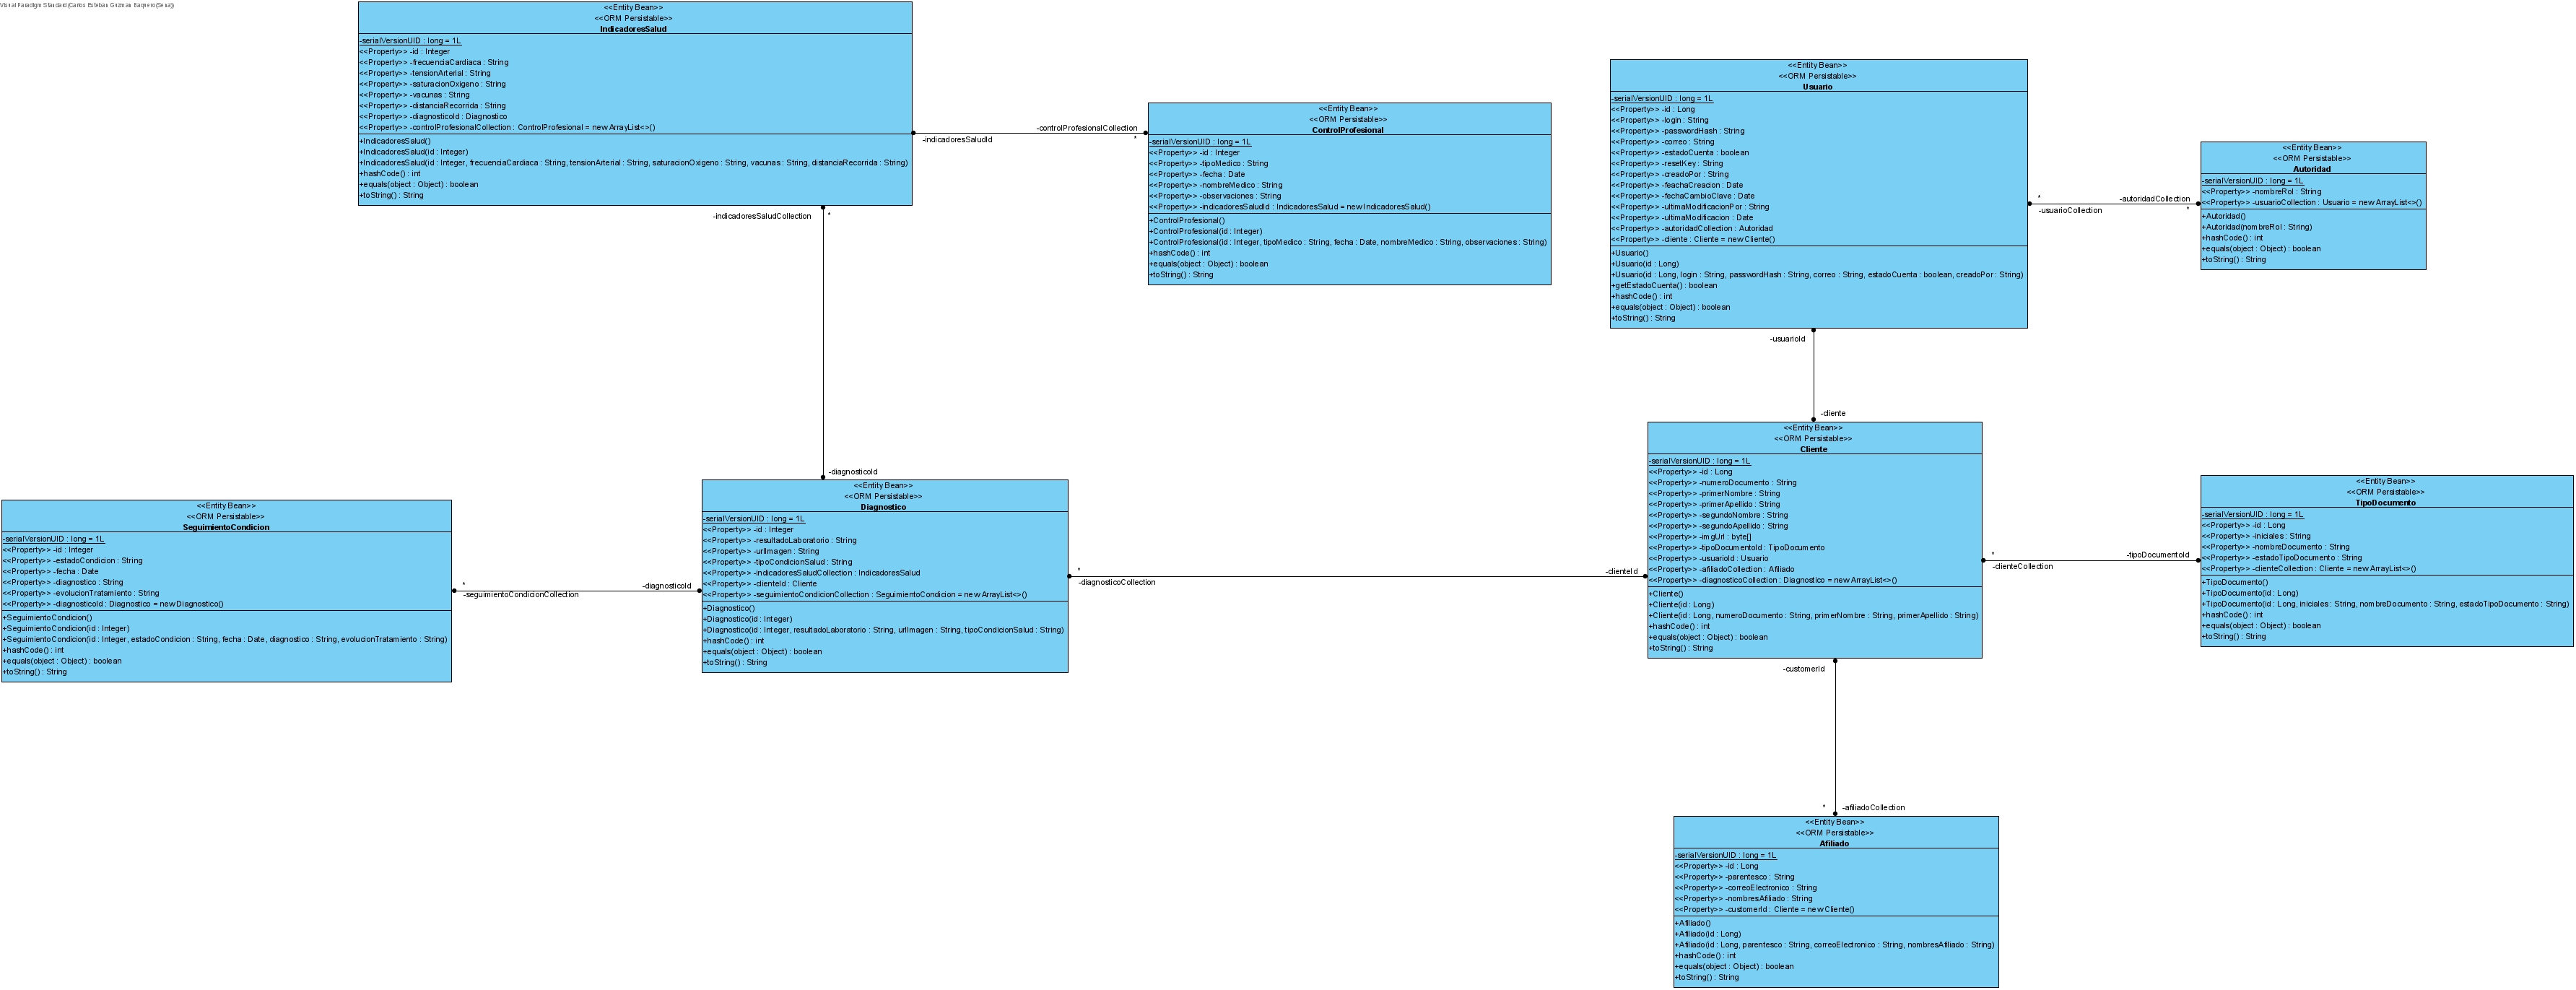 Visual Paradigm Standard(Carlos Esteban Guzman Baquero(Sena))
<<Entity Bean>>
<<ORM Persistable>>
IndicadoresSalud
-serialVersionUID : long = 1L
<<Property>> -id : Integer
<<Property>> -frecuenciaCardiaca : String
<<Property>> -tensionArterial : String
<<Property>> -saturacionOxigeno : String
<<Property>> -vacunas : String
<<Property>> -distanciaRecorrida : String
<<Property>> -diagnosticoId : Diagnostico
<<Property>> -controlProfesionalCollection : ControlProfesional = new ArrayList<>()
+IndicadoresSalud()
+IndicadoresSalud(id : Integer)
+IndicadoresSalud(id : Integer, frecuenciaCardiaca : String, tensionArterial : String, saturacionOxigeno : String, vacunas : String, distanciaRecorrida : String)
+hashCode() : int
+equals(object : Object) : boolean
+toString() : String
-controlProfesionalCollection
*
-indicadoresSaludId
<<Entity Bean>>
<<ORM Persistable>>
ControlProfesional
-serialVersionUID : long = 1L
<<Property>> -id : Integer
<<Property>> -tipoMedico : String
<<Property>> -fecha : Date
<<Property>> -nombreMedico : String
<<Property>> -observaciones : String
<<Property>> -indicadoresSaludId : IndicadoresSalud = new IndicadoresSalud()
+ControlProfesional()
+ControlProfesional(id : Integer)
+ControlProfesional(id : Integer, tipoMedico : String, fecha : Date, nombreMedico : String, observaciones : String)
+hashCode() : int
+equals(object : Object) : boolean
+toString() : String
<<Entity Bean>>
<<ORM Persistable>>
Usuario
-serialVersionUID : long = 1L
<<Property>> -id : Long
<<Property>> -login : String
<<Property>> -passwordHash : String
<<Property>> -correo : String
<<Property>> -estadoCuenta : boolean
<<Property>> -resetKey : String
<<Property>> -creadoPor : String
<<Property>> -feachaCreacion : Date
<<Property>> -fechaCambioClave : Date
<<Property>> -ultimaModificacionPor : String
<<Property>> -ultimaModificacion : Date
<<Property>> -autoridadCollection : Autoridad
<<Property>> -cliente : Cliente = new Cliente()
+Usuario()
+Usuario(id : Long)
+Usuario(id : Long, login : String, passwordHash : String, correo : String, estadoCuenta : boolean, creadoPor : String)
+getEstadoCuenta() : boolean
+hashCode() : int
+equals(object : Object) : boolean
+toString() : String
*
-autoridadCollection
-usuarioCollection
*
<<Entity Bean>>
<<ORM Persistable>>
Autoridad
-serialVersionUID : long = 1L
<<Property>> -nombreRol : String
<<Property>> -usuarioCollection : Usuario = new ArrayList<>()
+Autoridad()
+Autoridad(nombreRol : String)
+hashCode() : int
+equals(object : Object) : boolean
+toString() : String
-indicadoresSaludCollection
*
-diagnosticoId
-usuarioId
-cliente
<<Entity Bean>>
<<ORM Persistable>>
SeguimientoCondicion
-serialVersionUID : long = 1L
<<Property>> -id : Integer
<<Property>> -estadoCondicion : String
<<Property>> -fecha : Date
<<Property>> -diagnostico : String
<<Property>> -evolucionTratamiento : String
<<Property>> -diagnosticoId : Diagnostico = new Diagnostico()
+SeguimientoCondicion()
+SeguimientoCondicion(id : Integer)
+SeguimientoCondicion(id : Integer, estadoCondicion : String, fecha : Date, diagnostico : String, evolucionTratamiento : String)
+hashCode() : int
+equals(object : Object) : boolean
+toString() : String
*
-diagnosticoId
-seguimientoCondicionCollection
<<Entity Bean>>
<<ORM Persistable>>
Diagnostico
-serialVersionUID : long = 1L
<<Property>> -id : Integer
<<Property>> -resultadoLaboratorio : String
<<Property>> -urlImagen : String
<<Property>> -tipoCondicionSalud : String
<<Property>> -indicadoresSaludCollection : IndicadoresSalud
<<Property>> -clienteId : Cliente
<<Property>> -seguimientoCondicionCollection : SeguimientoCondicion = new ArrayList<>()
+Diagnostico()
+Diagnostico(id : Integer)
+Diagnostico(id : Integer, resultadoLaboratorio : String, urlImagen : String, tipoCondicionSalud : String)
+hashCode() : int
+equals(object : Object) : boolean
+toString() : String
*
-diagnosticoCollection
-clienteId
<<Entity Bean>>
<<ORM Persistable>>
Cliente
-serialVersionUID : long = 1L
<<Property>> -id : Long
<<Property>> -numeroDocumento : String
<<Property>> -primerNombre : String
<<Property>> -primerApellido : String
<<Property>> -segundoNombre : String
<<Property>> -segundoApellido : String
<<Property>> -imgUrl : byte[]
<<Property>> -tipoDocumentoId : TipoDocumento
<<Property>> -usuarioId : Usuario
<<Property>> -afiliadoCollection : Afiliado
<<Property>> -diagnosticoCollection : Diagnostico = new ArrayList<>()
+Cliente()
+Cliente(id : Long)
+Cliente(id : Long, numeroDocumento : String, primerNombre : String, primerApellido : String)
+hashCode() : int
+equals(object : Object) : boolean
+toString() : String
*
-tipoDocumentoId
-clienteCollection
<<Entity Bean>>
<<ORM Persistable>>
TipoDocumento
-serialVersionUID : long = 1L
<<Property>> -id : Long
<<Property>> -iniciales : String
<<Property>> -nombreDocumento : String
<<Property>> -estadoTipoDocumento : String
<<Property>> -clienteCollection : Cliente = new ArrayList<>()
+TipoDocumento()
+TipoDocumento(id : Long)
+TipoDocumento(id : Long, iniciales : String, nombreDocumento : String, estadoTipoDocumento : String)
+hashCode() : int
+equals(object : Object) : boolean
+toString() : String
-customerId
*
-afiliadoCollection
<<Entity Bean>>
<<ORM Persistable>>
Afiliado
-serialVersionUID : long = 1L
<<Property>> -id : Long
<<Property>> -parentesco : String
<<Property>> -correoElectronico : String
<<Property>> -nombresAfiliado : String
<<Property>> -customerId : Cliente = new Cliente()
+Afiliado()
+Afiliado(id : Long)
+Afiliado(id : Long, parentesco : String, correoElectronico : String, nombresAfiliado : String)
+hashCode() : int
+equals(object : Object) : boolean
+toString() : String